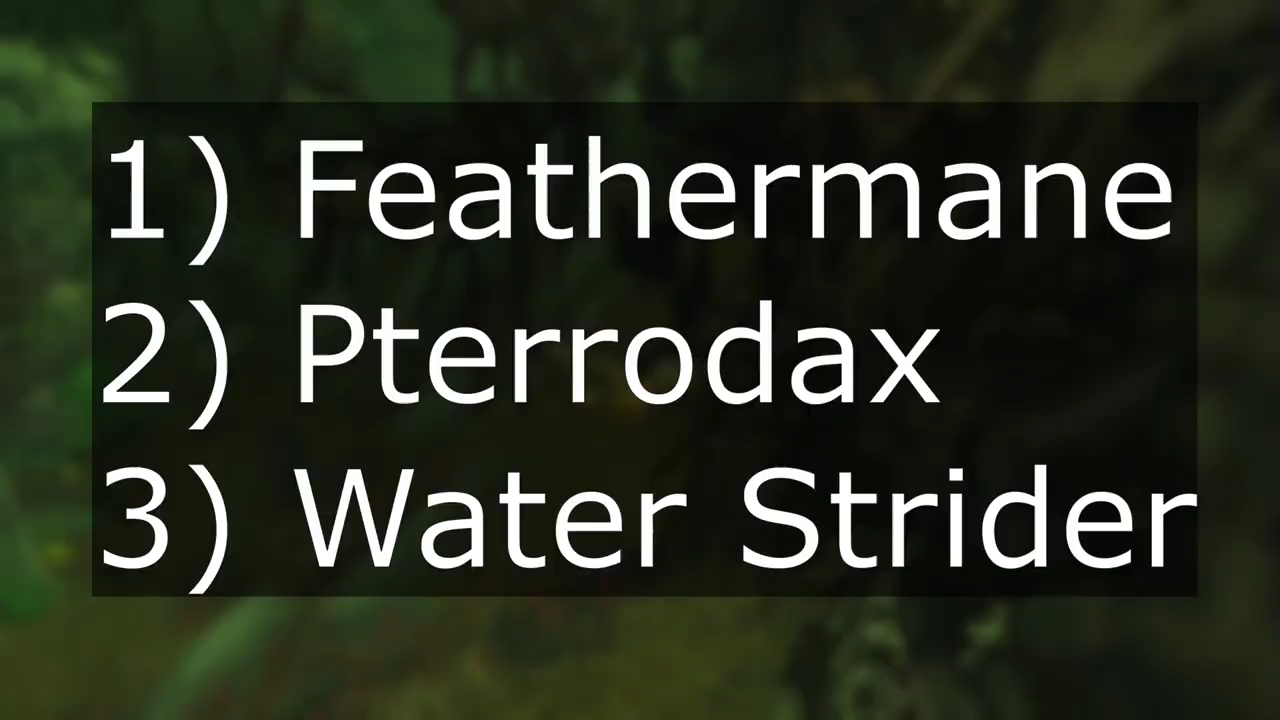 1) Feathermane
2) Pterrodax
3) Water Strider